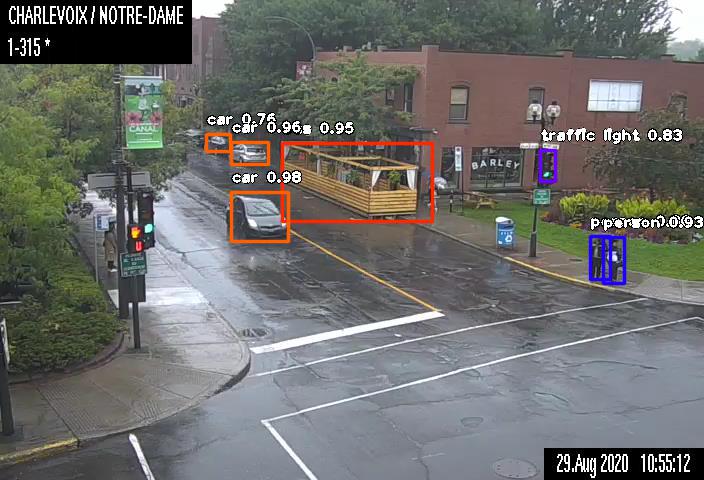 CHARLEVOIX / NOTRE-DAME
1-315 *
CANAL
car 0.76
car 0.96
s 0.95
traffic light 0.83
BARLEY
car 0.98
person 0.93
29.Aug 2020 10:55:12